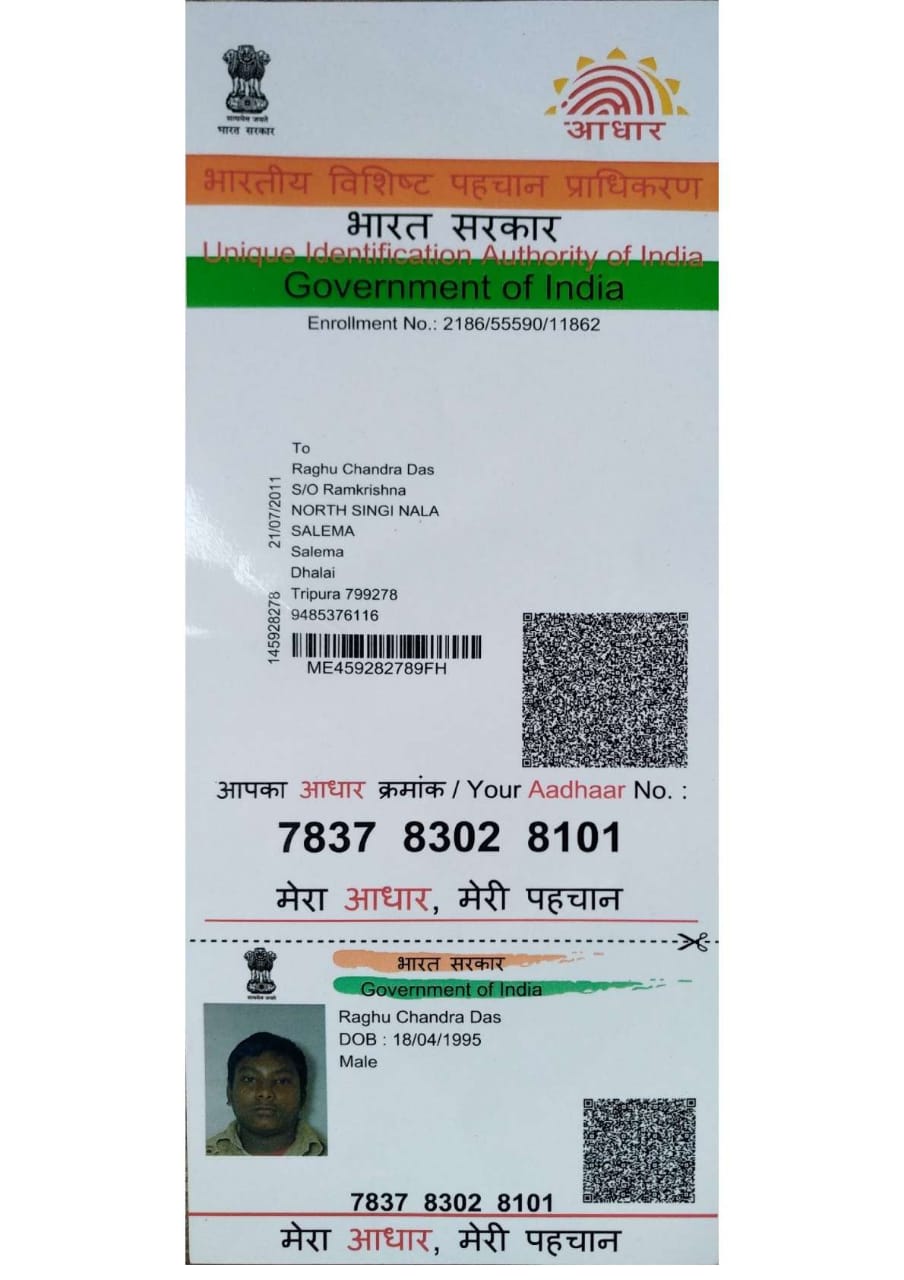 सत्यमेव जयते
भारत सरकार
आधार
भारतीय विशिष्ट पहचान प्राधिकरण
भारत सरकार
Unique Identification Authority of India
Government of India
Enrollment No.: 2186/55590/11862
To
Raghu Chandra Das
S/O Ramkrishna
NORTH SINGI NALA
SALEMA
Salema
Dhalai
Tripura 799278
9485376116
21/07/2011
145928278
ME459282789FH
आपका आधार क्रमांक / Your Aadhaar No. :
7837 8302 8101
मेरा आधार, मेरी पहचान
सत्यमेव जयते
भारत सरकार
Government of India
Raghu Chandra Das
DOB : 18/04/1995
Male
7837 8302 8101
मेरा आधार, मेरी पहचान